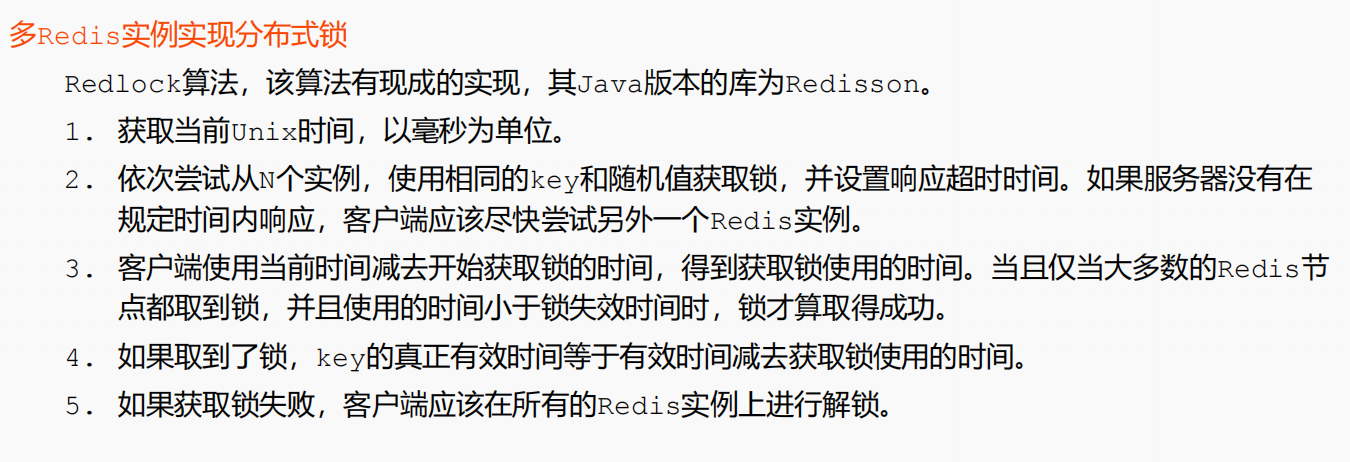 多Redis实例实现分布式锁
Redlock算法，该算法有现成的实现，其Java版本的库为Redisson。
1. 获取当前Unix时间，以毫秒为单位。
2. 依次尝试从N个实例，使用相同的key和随机值获取锁，并设置响应超时时间。如果服务器没有在
规定时间内响应，客户端应该尽快尝试另外一个Redis实例。
3. 客户端使用当前时间减去开始获取锁的时间，得到获取锁使用的时间。当且仅当大多数的Redis节
点都取到锁，并且使用的时间小于锁失效时间时，锁才算取得成功。
4. 如果取到了锁，key的真正有效时间等于有效时间减去获取锁使用的时间。
5. 如果获取锁失败，客户端应该在所有的Redis实例上进行解锁。